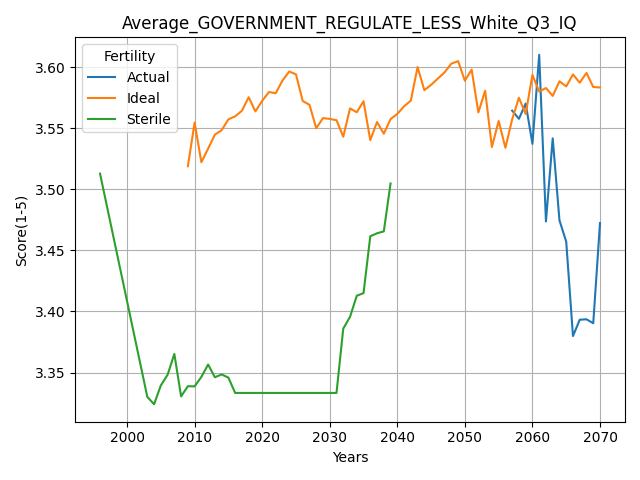 Average_GOVERNMENT_REGULATE_LESS_White_Q3_IQ
Fertility
Actual
Ideal
Sterile
Score(1-5)
3.60
3.55
3.50
3.45
3.40
3.35
2000 2010 2020 2030 2040 2050 2060 2070
Years